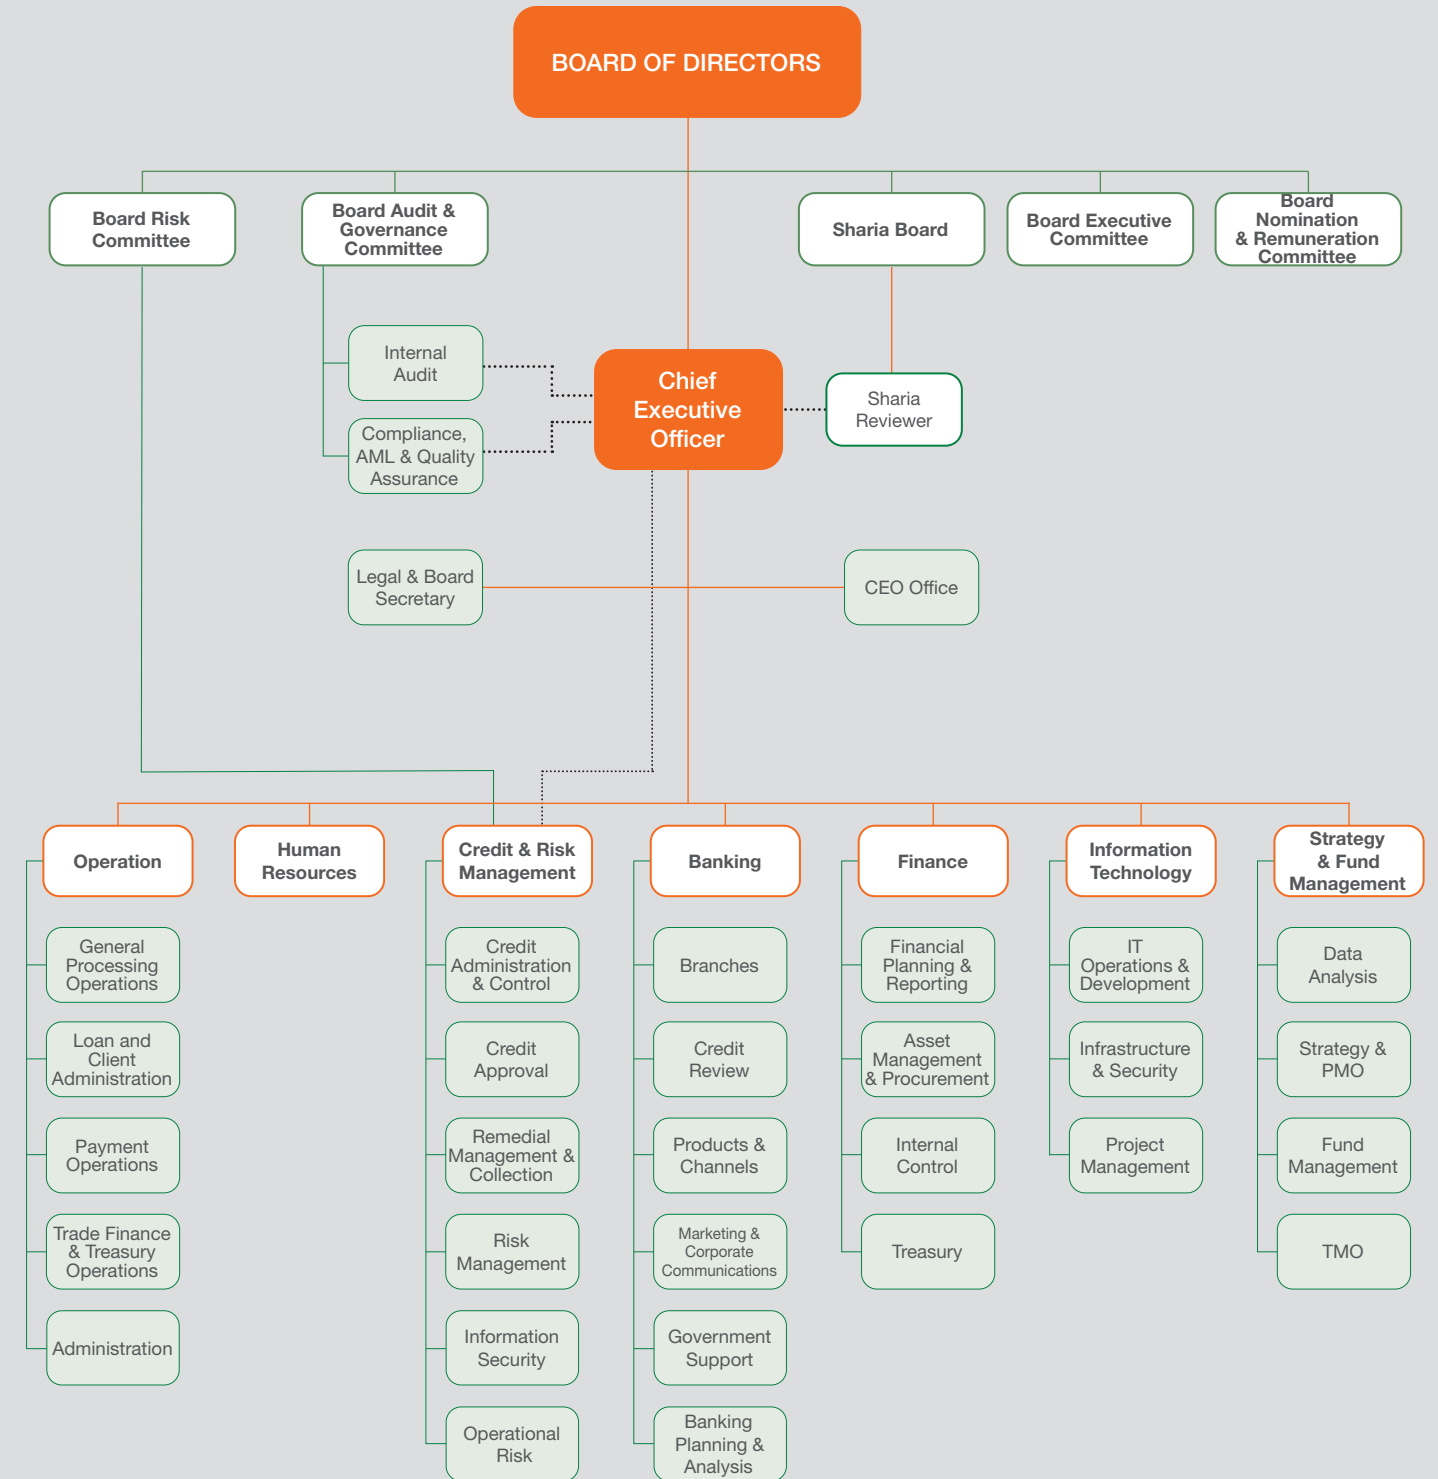 BOARD OF DIRECTORS
Board Risk
Committee
Board Audit &
Governance
Committee
Sharia Board
Board Executive
Committee
Board
Nomination
& Remuneration
Committee
Internal
Audit
Chief
Executive
Officer
Sharia
Reviewer
Compliance,
AML & Quality
Assurance
Legal & Board
Secretary
CEO Office
Operation
Human
Resources
Credit & Risk
Management
Banking
Finance
Information
Technology
Strategy
& Fund
Management
General
Processing
Operations
Credit
Administration
& Control
Branches
Financial
Planning &
Reporting
IT
Operations &
Development
Data
Analysis
Loan and
Client
Administration
Credit
Approval
Credit
Review
Asset
Management
& Procurement
Infrastructure
& Security
Strategy &
PMO
Payment
Operations
Remedial
Management &
Collection
Products &
Channels
Internal
Control
Project
Management
Fund
Management
Trade Finance
& Treasury
Operations
Risk
Management
Marketing &
Corporate
Communications
Treasury
TMO
Administration
Information
Security
Government
Support
Operational
Risk
Banking
Planning &
Analysis